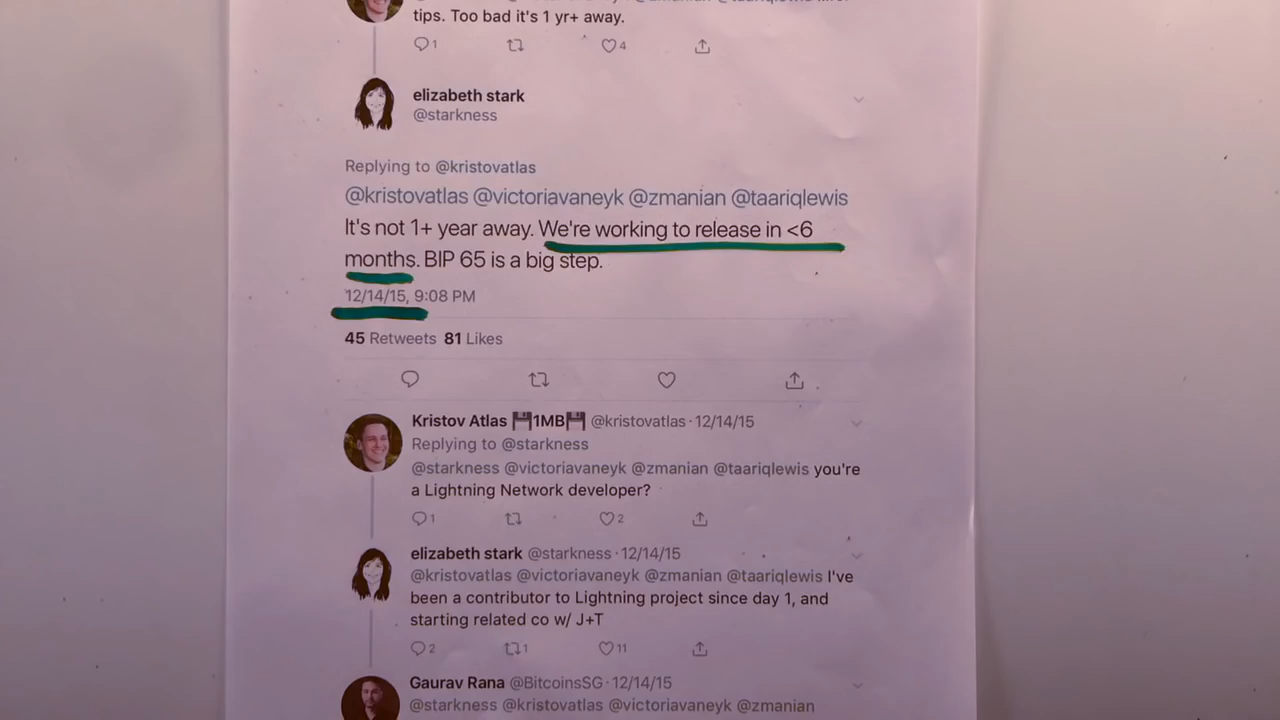 tips. Too bad it's 1 yr+ away.
1 4
elizabeth stark
@starkness
Replying to @kristovatlas
@kristovatlas @victoriavaneyk @zmanian @taariqlewis
It's not 1+ year away. We're working to release in <6
months. BIP 65 is a big step.
12/14/15, 9:08 PM
45 Retweets 81 Likes
Kristov Atlas 💾1MB💾 @kristovatlas · 12/14/15
Replying to @starkness
@starkness @victoriavaneyk @zmanian @taariqlewis you're
a Lightning Network developer?
1 2
elizabeth stark @starkness · 12/14/15
@kristovatlas @victoriavaneyk @zmanian @taariqlewis I've
been a contributor to Lightning project since day 1, and
starting related co w/ J+T
2 1 11
Gaurav Rana @BitcoinsSG · 12/14/15
@starkness @kristovatlas @victoriavaneyk @zmanian